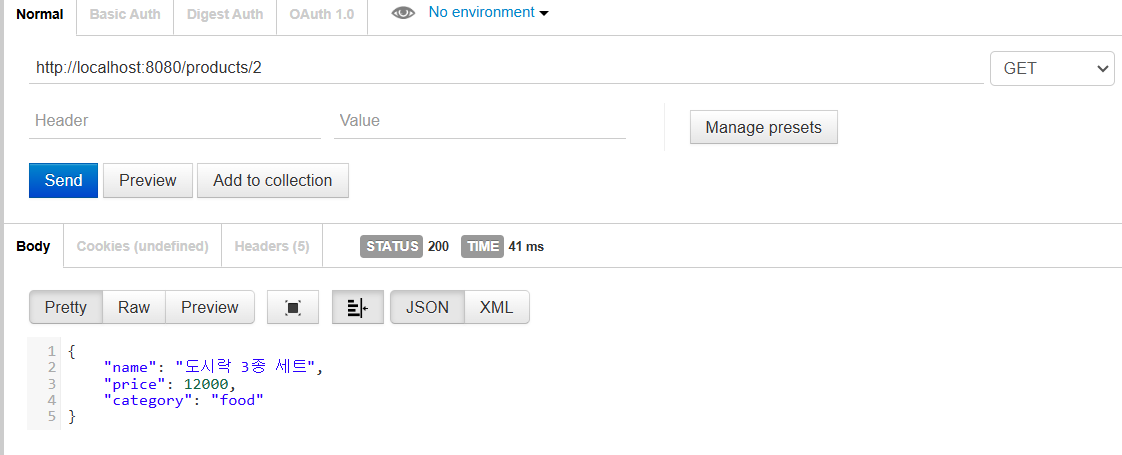 Normal Basic Auth Digest Auth OAuth 1.0 No environment
http://localhost:8080/products/2 GET
Header Value Manage presets
Send Preview Add to collection
Body Cookies (undefined) Headers (5) STATUS 200 TIME 41 ms
Pretty Raw Preview JSON XML
1 {
2 "name": "도시락 3종 세트",
3 "price": 12000,
4 "category": "food"
5 }